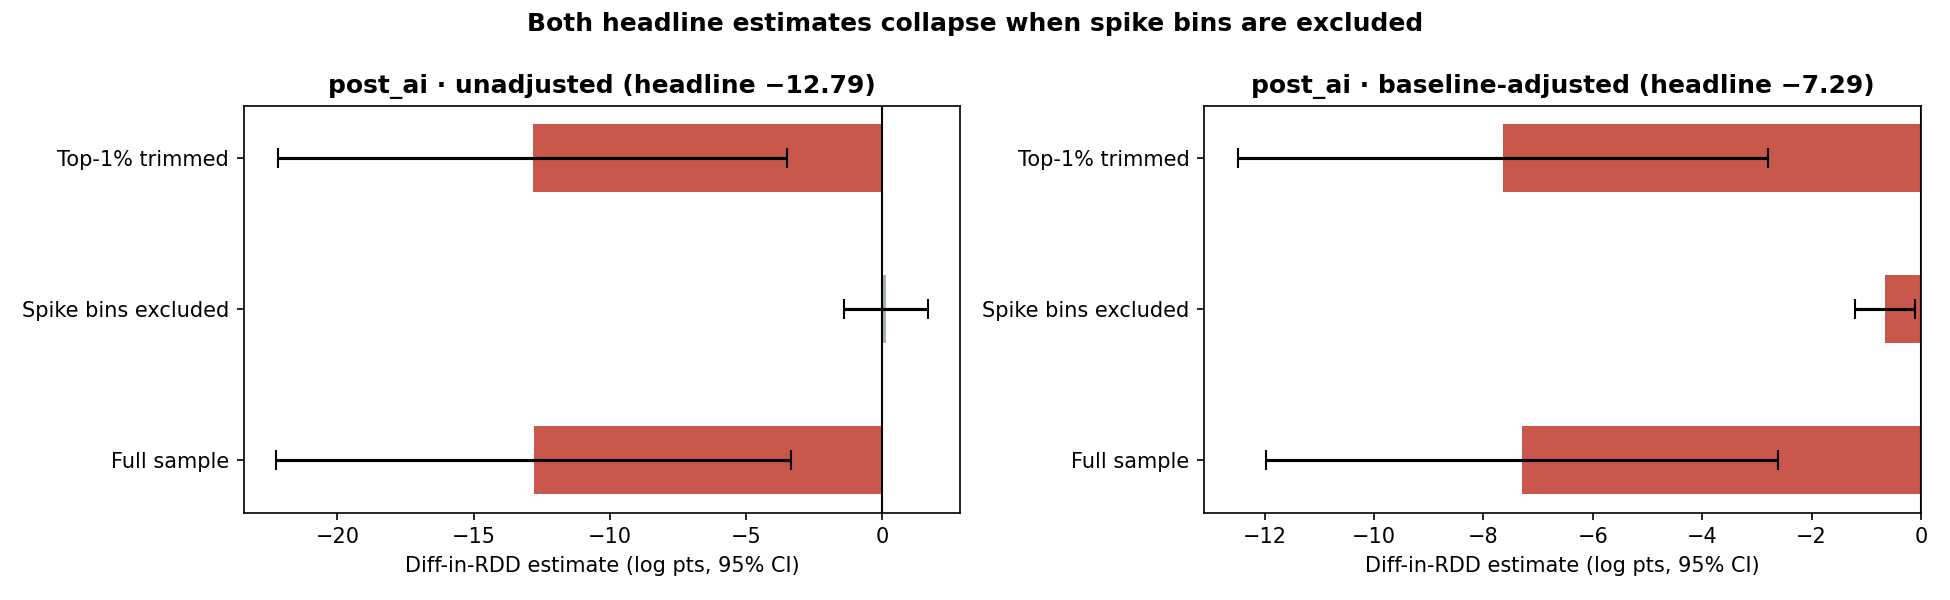 Both headline estimates collapse when spike bins are excluded
post_ai · unadjusted (headline −12.79)
Top-1% trimmed
Spike bins excluded
Full sample
−20 −15 −10 −5 0
Diff-in-RDD estimate (log pts, 95% CI)
post_ai · baseline-adjusted (headline −7.29)
Top-1% trimmed
Spike bins excluded
Full sample
−12 −10 −8 −6 −4 −2 0
Diff-in-RDD estimate (log pts, 95% CI)